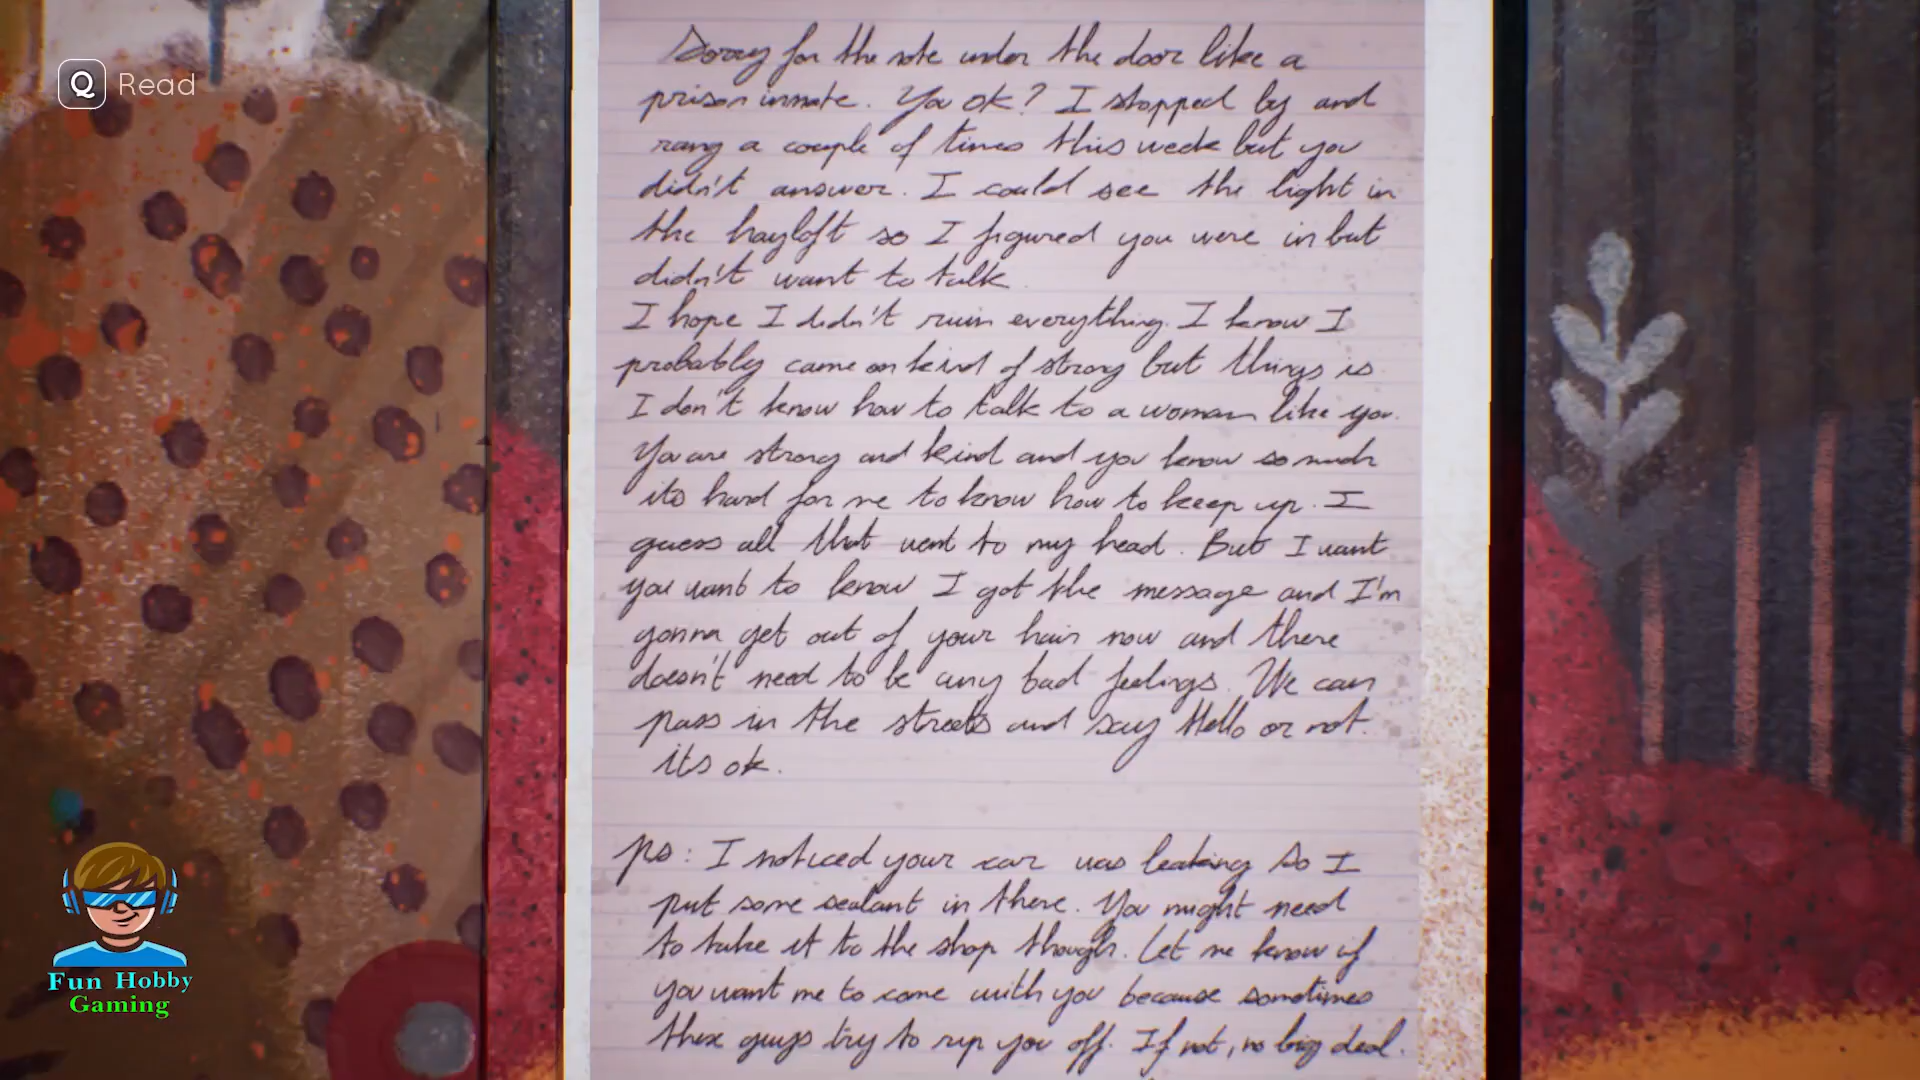 Q Read
Sorry for the note under the door like a
prison inmate. You ok? I stopped by and
rang a couple of times this week but you
didn't answer. I could see the light in
the hayloft so I figured you were in but
didn't want to talk.
I hope I didn't ruin everything. I know I
probably came on kind of strong but things is
I don't know how to talk to a woman like you.
You are strong and kind and you know so much
its hard for me to know how to keep up. I
guess all that went to my head. But I want
you want to know I got the message and I'm
gonna get out of your hair now and there
doesn't need to be any bad feelings. We can
pass in the streets and say Hello or not.
its ok.
ps: I noticed your car was leaking so I
put some sealant in there. You might need
to take it to the shop though. Let me know if
you want me to come with you because sometimes
these guys try to rip you off. If not, no big deal.
Fun Hobby
Gaming